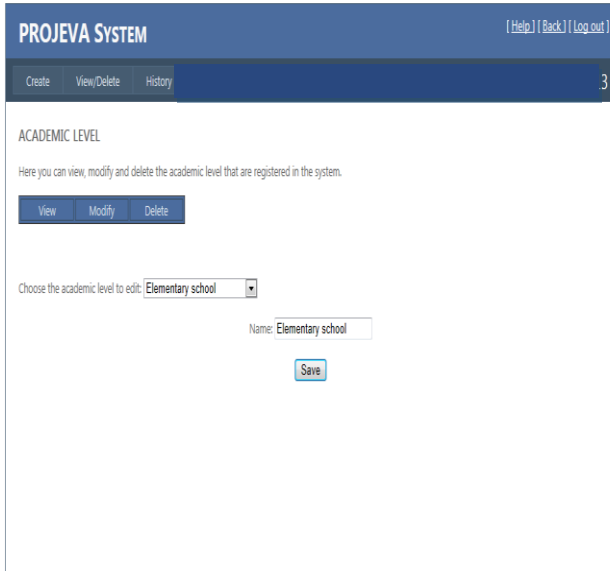 PROJEVA SYSTEM [ Help ] [ Back ] [ Log out ]
Create View/Delete History 3
ACADEMIC LEVEL
Here you can view, modify and delete the academic level that are registered in the system.
View Modify Delete
Choose the academic level to edit: Elementary school
Name: Elementary school
Save